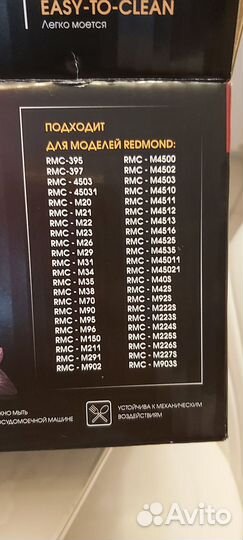 EASY-TO-CLEAN
Легко моется
ПОДХОДИТ
ДЛЯ МОДЕЛЕЙ REDMOND:
RMC - 395
RMC - 397
RMC - 4503
RMC - 45031
RMC - M20
RMC - M21
RMC - M22
RMC - M23
RMC - M26
RMC - M29
RMC - M31
RMC - M34
RMC - M35
RMC - M38
RMC - M70
RMC - M90
RMC - M95
RMC - M96
RMC - M150
RMC - M211
RMC - M291
RMC - M902
RMC - M4500
RMC - M4502
RMC - M4503
RMC - M4510
RMC - M4511
RMC - M4512
RMC - M4513
RMC - M4516
RMC - M4525
RMC - M4535
RMC - M45011
RMC - M45021
RMC - M40S
RMC - M42S
RMC - M92S
RMC - M222S
RMC - M223S
RMC - M224S
RMC - M225S
RMC - M226S
RMC - M227S
RMC - M903S
МОЖНО МЫТЬ
ПОСУДОМОЕЧНОЙ МАШИНЕ
УСТОЙЧИВА К МЕХАНИЧЕСКИМ
ВОЗДЕЙСТВИЯМ
Avito